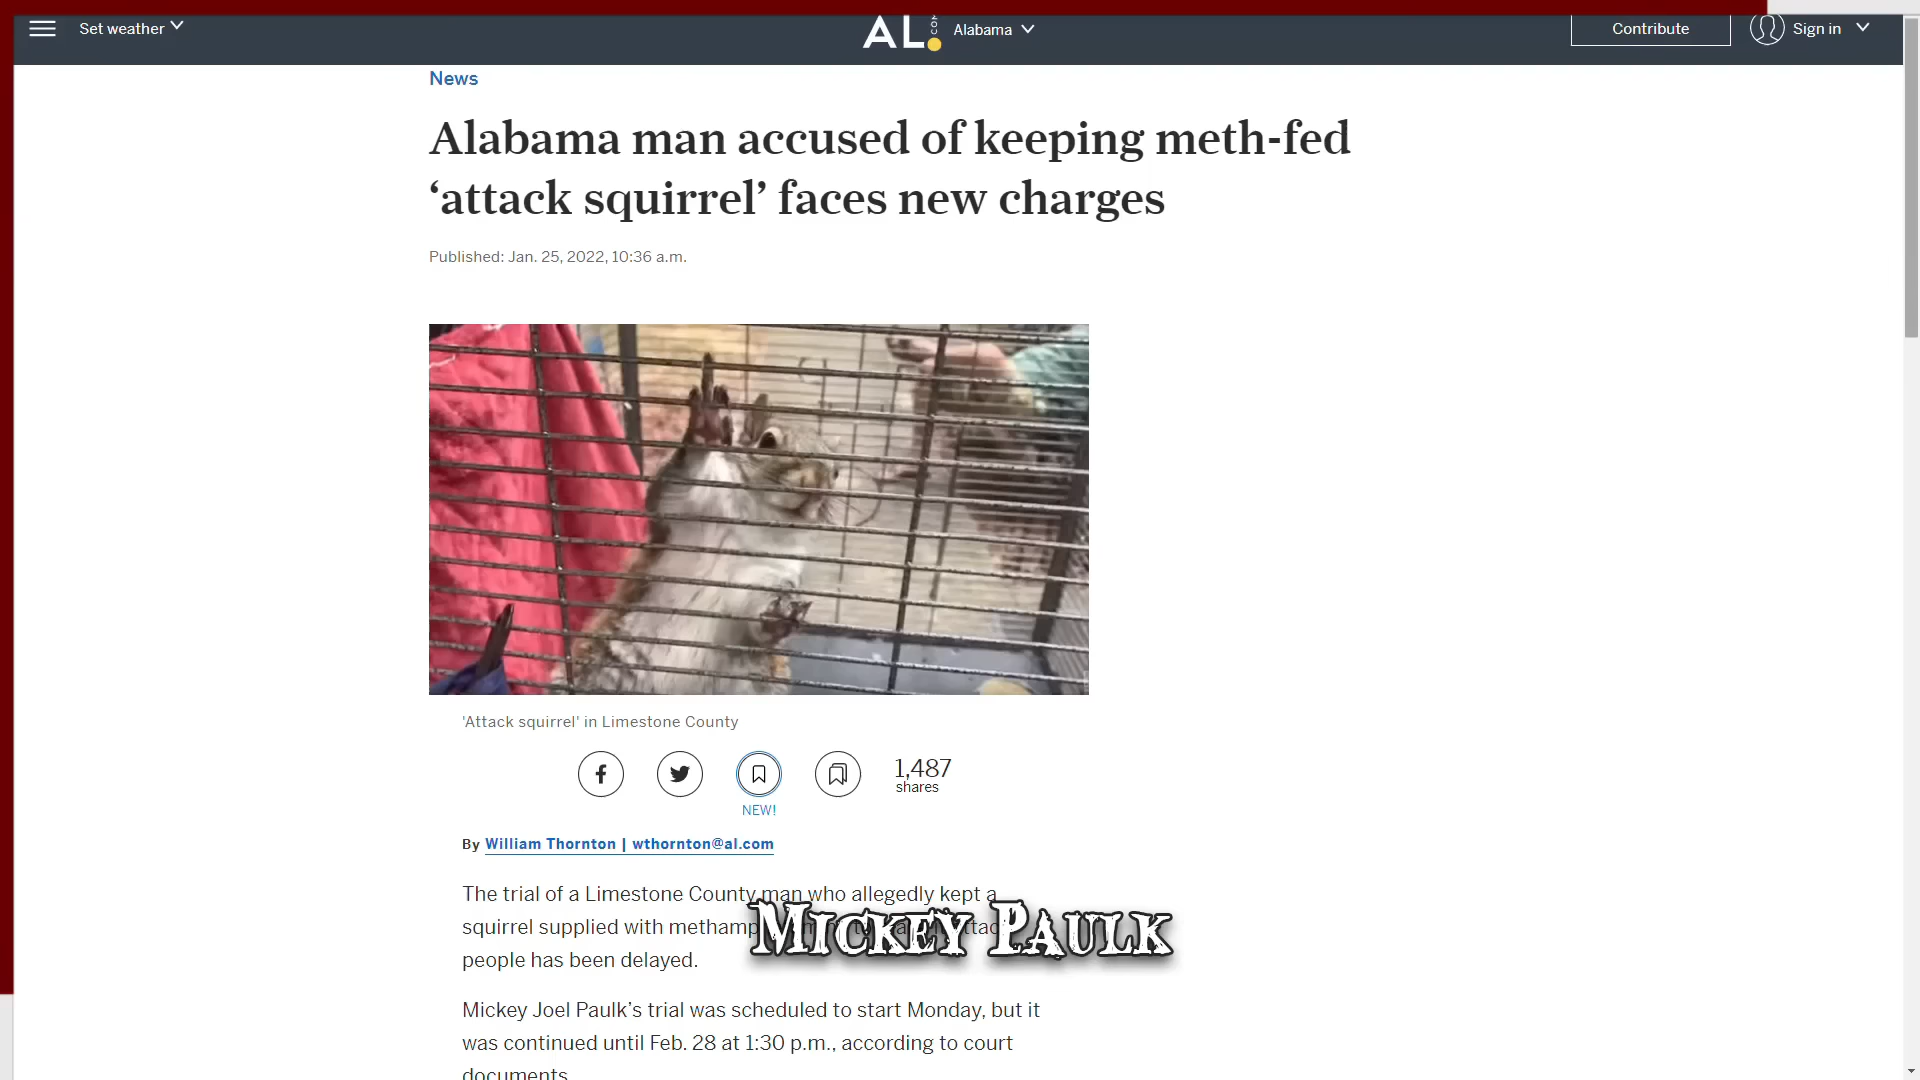 Set weather
AL.com
Alabama
Contribute
Sign in
News
Alabama man accused of keeping meth-fed
‘attack squirrel’ faces new charges
Published: Jan. 25, 2022, 10:36 a.m.
'Attack squirrel' in Limestone County
1,487
shares
NEW!
By William Thornton | wthornton@al.com
The trial of a Limestone County man who allegedly kept a
squirrel supplied with
people has been delayed.
Mickey Paulk
Mickey Joel Paulk’s trial was scheduled to start Monday, but it
was continued until Feb. 28 at 1:30 p.m., according to court
documents.